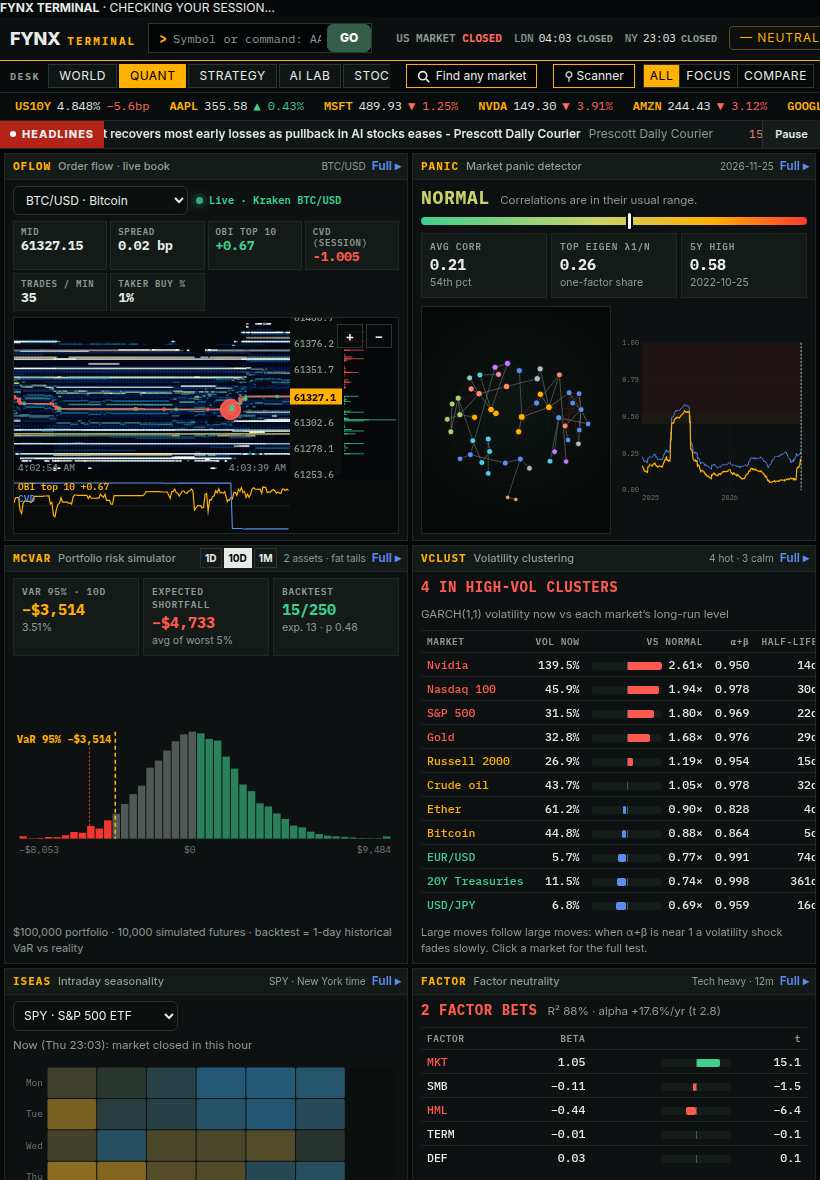 FYNX TERMINAL · CHECKING YOUR SESSION...
FYNX TERMINAL > Symbol or command: GO US MARKET CLOSED LDN 04:03 CLOSED NY 23:03 CLOSED — NEUTRAL
DESK WORLD QUANT STRATEGY AI LAB STOC Find any market Scanner ALL FOCUS COMPARE
US10Y 4.848% −5.6bp AAPL 355.58 ▲ 0.43% MSFT 489.93 ▼ 1.25% NVDA 149.30 ▼ 3.91% AMZN 244.43 ▼ 3.12% GOOGL
● HEADLINES t recovers most early losses as pullback in AI stocks eases - Prescott Daily Courier Prescott Daily Courier 15 Pause
OFLOW Order flow · live book BTC/USD Full ▸
BTC/USD · Bitcoin Live · Kraken BTC/USD
MID SPREAD OBI TOP 10 CVD (SESSION)
61327.15 0.02 bp +0.67 −1.005
TRADES / MIN TAKER BUY %
35 1%
+ −
61376.2
61351.7
61327.1
61302.6
61278.1
61253.6
4:03:39 AM
OBI top 10 +0.67
CVD
PANIC Market panic detector 2026-11-25 Full ▸
NORMAL Correlations are in their usual range.
AVG CORR TOP EIGEN λ1/N 5Y HIGH
0.21 0.26 0.58
54th pct one-factor share 2022-10-25
1.00
0.75
0.50
0.25
0.00
2025 2026
MCVAR Portfolio risk simulator 1D 10D 1M 2 assets · fat tails Full ▸
VAR 95% · 10D EXPECTED SHORTFALL BACKTEST
−$3,514 −$4,733 15/250
3.51% avg of worst 5% exp. 13 · p 0.48
VaR 95% −$3,514
−$8,053 $0 $9,484
$100,000 portfolio · 10,000 simulated futures · backtest = 1-day historical
VaR vs reality
VCLUST Volatility clustering 4 hot · 3 calm Full ▸
4 IN HIGH-VOL CLUSTERS
GARCH(1,1) volatility now vs each market's long-run level
MARKET VOL NOW VS NORMAL α+β HALF-LIFE
Nvidia 139.5% 2.61× 0.950 14d
Nasdaq 100 45.9% 1.94× 0.978 30d
S&P 500 31.5% 1.80× 0.969 22d
Gold 32.8% 1.68× 0.976 29d
Russell 2000 26.9% 1.19× 0.954 15d
Crude oil 43.7% 1.05× 0.978 32d
Ether 61.2% 0.90× 0.828 4d
Bitcoin 44.8% 0.88× 0.864 5d
EUR/USD 5.7% 0.77× 0.991 74d
20Y Treasuries 11.5% 0.74× 0.998 361d
USD/JPY 6.8% 0.69× 0.959 16d
Large moves follow large moves: when α+β is near 1 a volatility shock
fades slowly. Click a market for the full test.
ISEAS Intraday seasonality SPY · New York time Full ▸
SPY · S&P 500 ETF
Now (Thu 23:03): market closed in this hour
Mon
Tue
Wed
Thu
FACTOR Factor neutrality Tech heavy · 12m Full ▸
2 FACTOR BETS R² 88% · alpha +17.6%/yr (t 2.8)
FACTOR BETA t
MKT 1.05 15.1
SMB −0.11 −1.5
HML −0.44 −6.4
TERM −0.01 −0.1
DEF 0.03 0.1